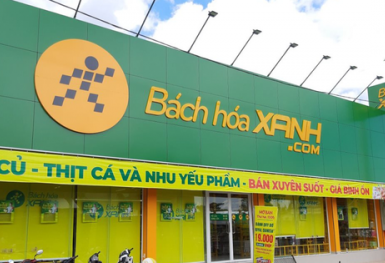 Bách hóa XANH
.COM
CỦ - THỊT CÁ VÀ NHU YẾU PHẨM - BÁN XUYÊN SUỐT - GIÁ BÌNH ỔN